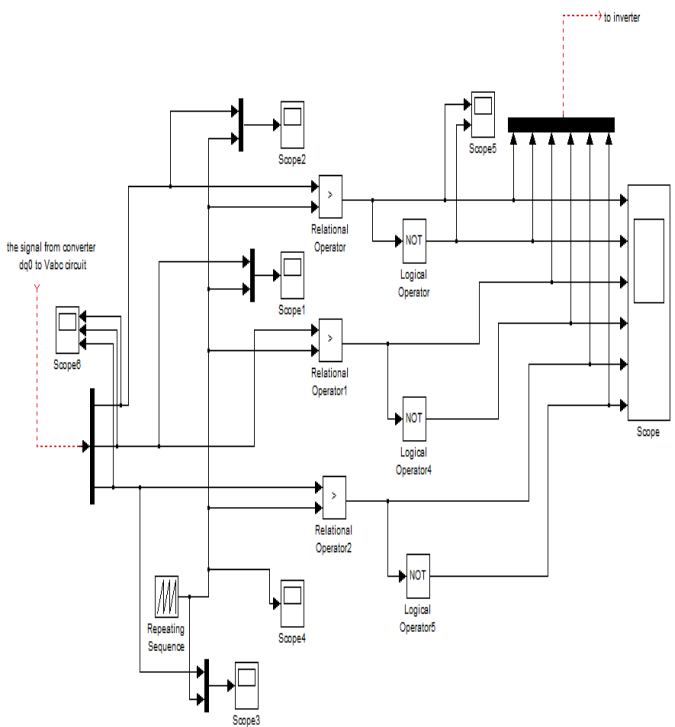 to inverter
Scope2
Scope5
>
Relational
Operator
NOT
Logical
Operator
the signal from converter
dq0 to Vabc circuit
Scope1
Scope6
>
Relational
Operator1
NOT
Logical
Operator4
Scope
>
Relational
Operator2
NOT
Logical
Operator5
Repeating
Sequence
Scope4
Scope3